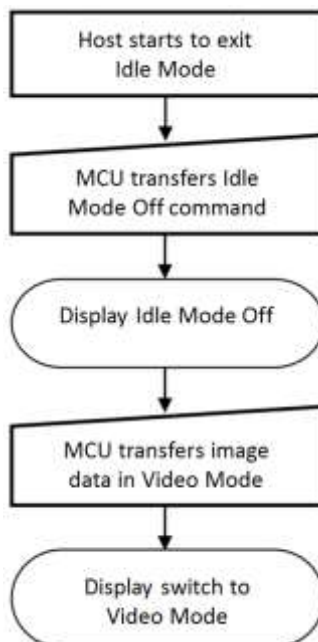 Host starts to exit
Idle Mode
MCU transfers Idle
Mode Off command
Display Idle Mode Off
MCU transfers image
data in Video Mode
Display switch to
Video Mode